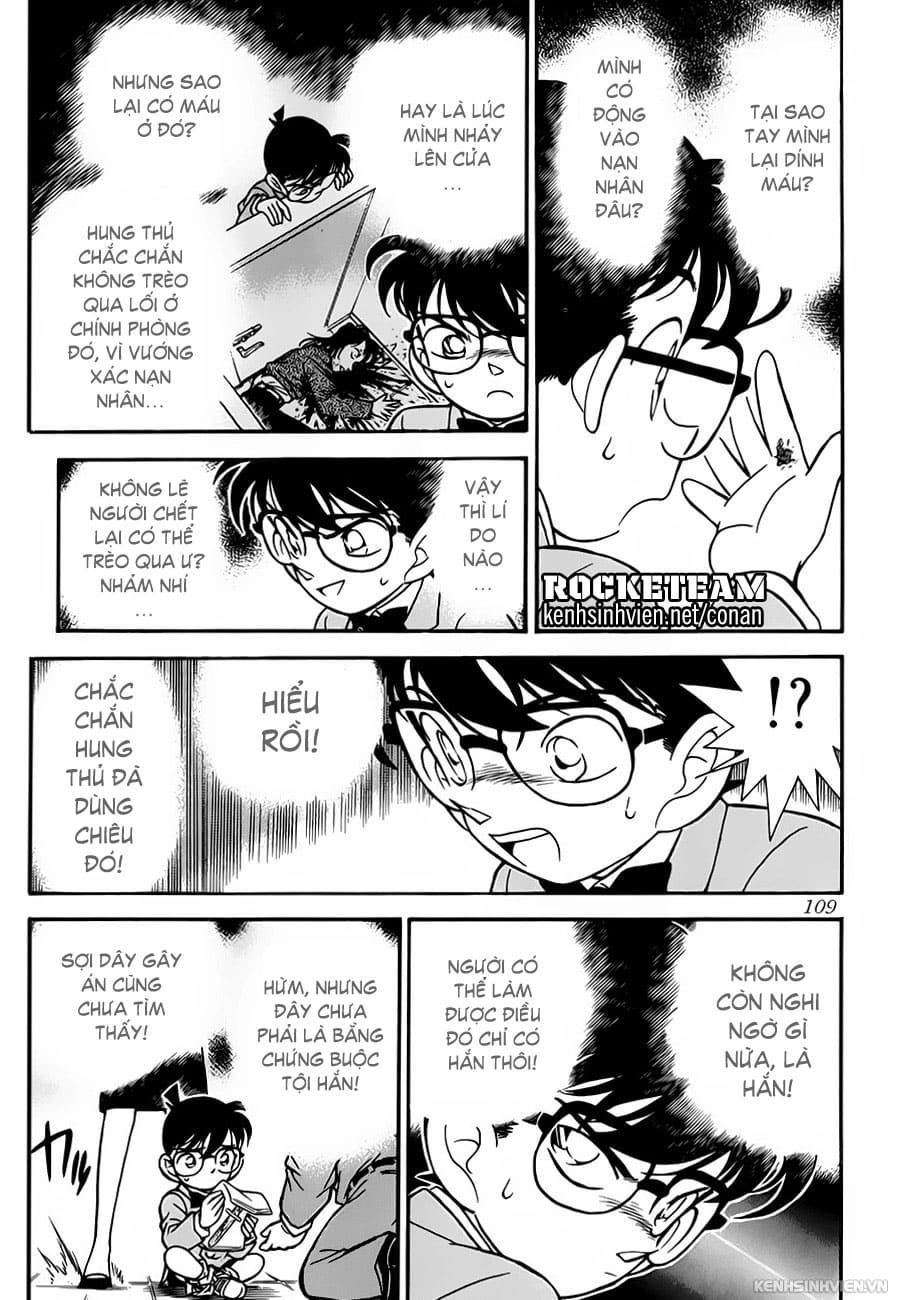 TẠI SAO
TAY MÌNH
LẠI DÍNH
MÁU?
MÌNH
CÓ
ĐỘNG
VÀO
NẠN
NHÂN
ĐÂU?
HAY LÀ LÚC
MÌNH NHẢY
LÊN CỬA
...
NHƯNG SAO
LẠI CÓ MÁU
Ở ĐÓ?
HUNG THỦ
CHẮC CHẮN
KHÔNG TRÈO
QUA LỐI Ở
CHÍNH PHÒNG
ĐÓ, VÌ VƯỚNG
XÁC NẠN
NHÂN...
ROCKETEAM
kenhsinhvien.net/conan
VẬY
THÌ LÍ
DO NÀO
...
KHÔNG LẼ
NGƯỜI CHẾT
LẠI CÓ THỂ
TRÈO QUA Ư?
NHẢM NHÍ
...
!?
HIỂU
RỒI!
CHẮC
CHẮN
HUNG
THỦ ĐÃ
DÙNG
CHIÊU
ĐÓ!
109
KHÔNG
CÒN NGHI
NGỜ GÌ
NỮA, LÀ
HẮN!
NGƯỜI CÓ
THỂ LÀM
ĐƯỢC ĐIỀU
ĐÓ CHỈ CÓ
HẮN THÔI!
HỪM, NHƯNG
ĐÂY CHƯA
PHẢI LÀ BẰNG
CHỨNG BUỘC
TỘI HẮN!
SỢI DÂY GÂY
ÁN CŨNG
CHƯA TÌM
THẤY!
KENHSINHVIEN.VN